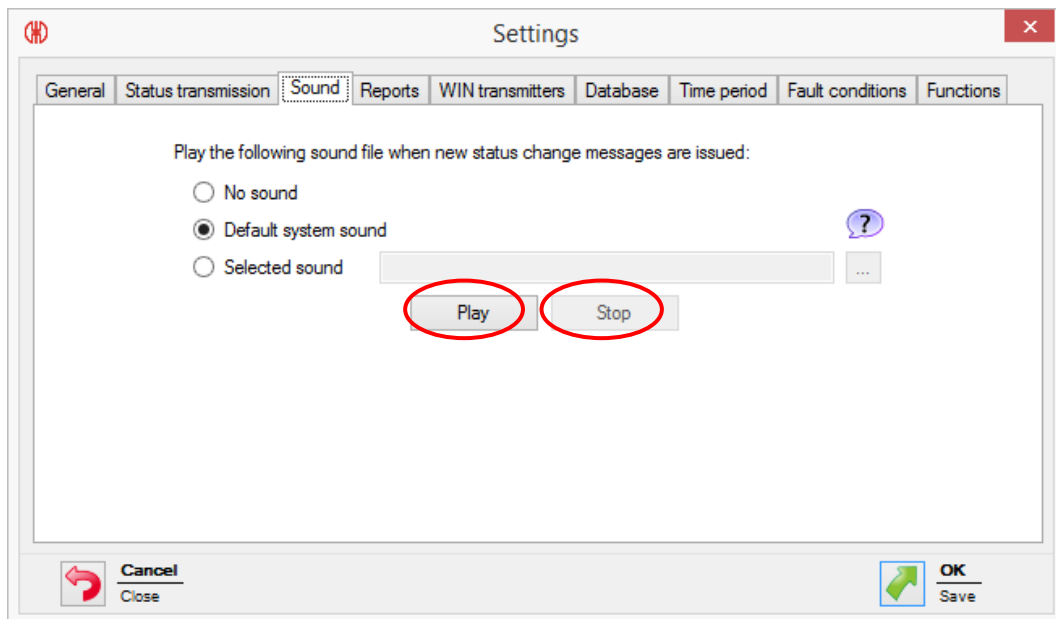 Settings
General Status transmission Sound Reports WIN transmitters Database Time period Fault conditions Functions
Play the following sound file when new status change messages are issued:
No sound
Default system sound
?
Selected sound
...
Play Stop
Cancel
Close
OK
Save